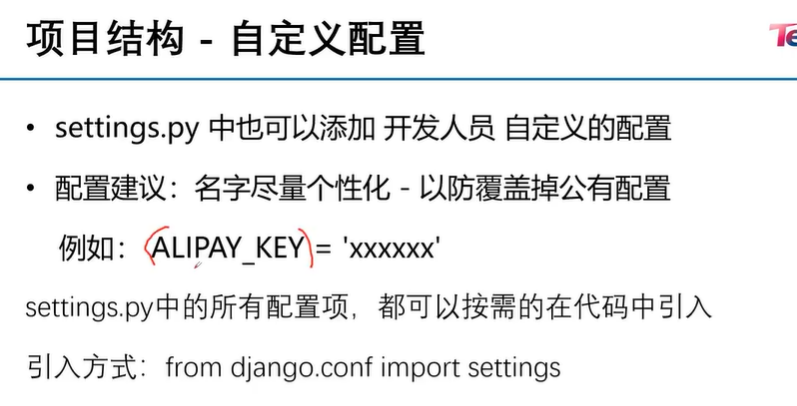 项目结构 - 自定义配置
Te
• settings.py 中也可以添加 开发人员 自定义的配置
• 配置建议：名字尽量个性化 - 以防覆盖掉公有配置
例如：ALIPAY_KEY = 'xxxxxx'
settings.py中的所有配置项，都可以按需的在代码中引入
引入方式：from django.conf import settings